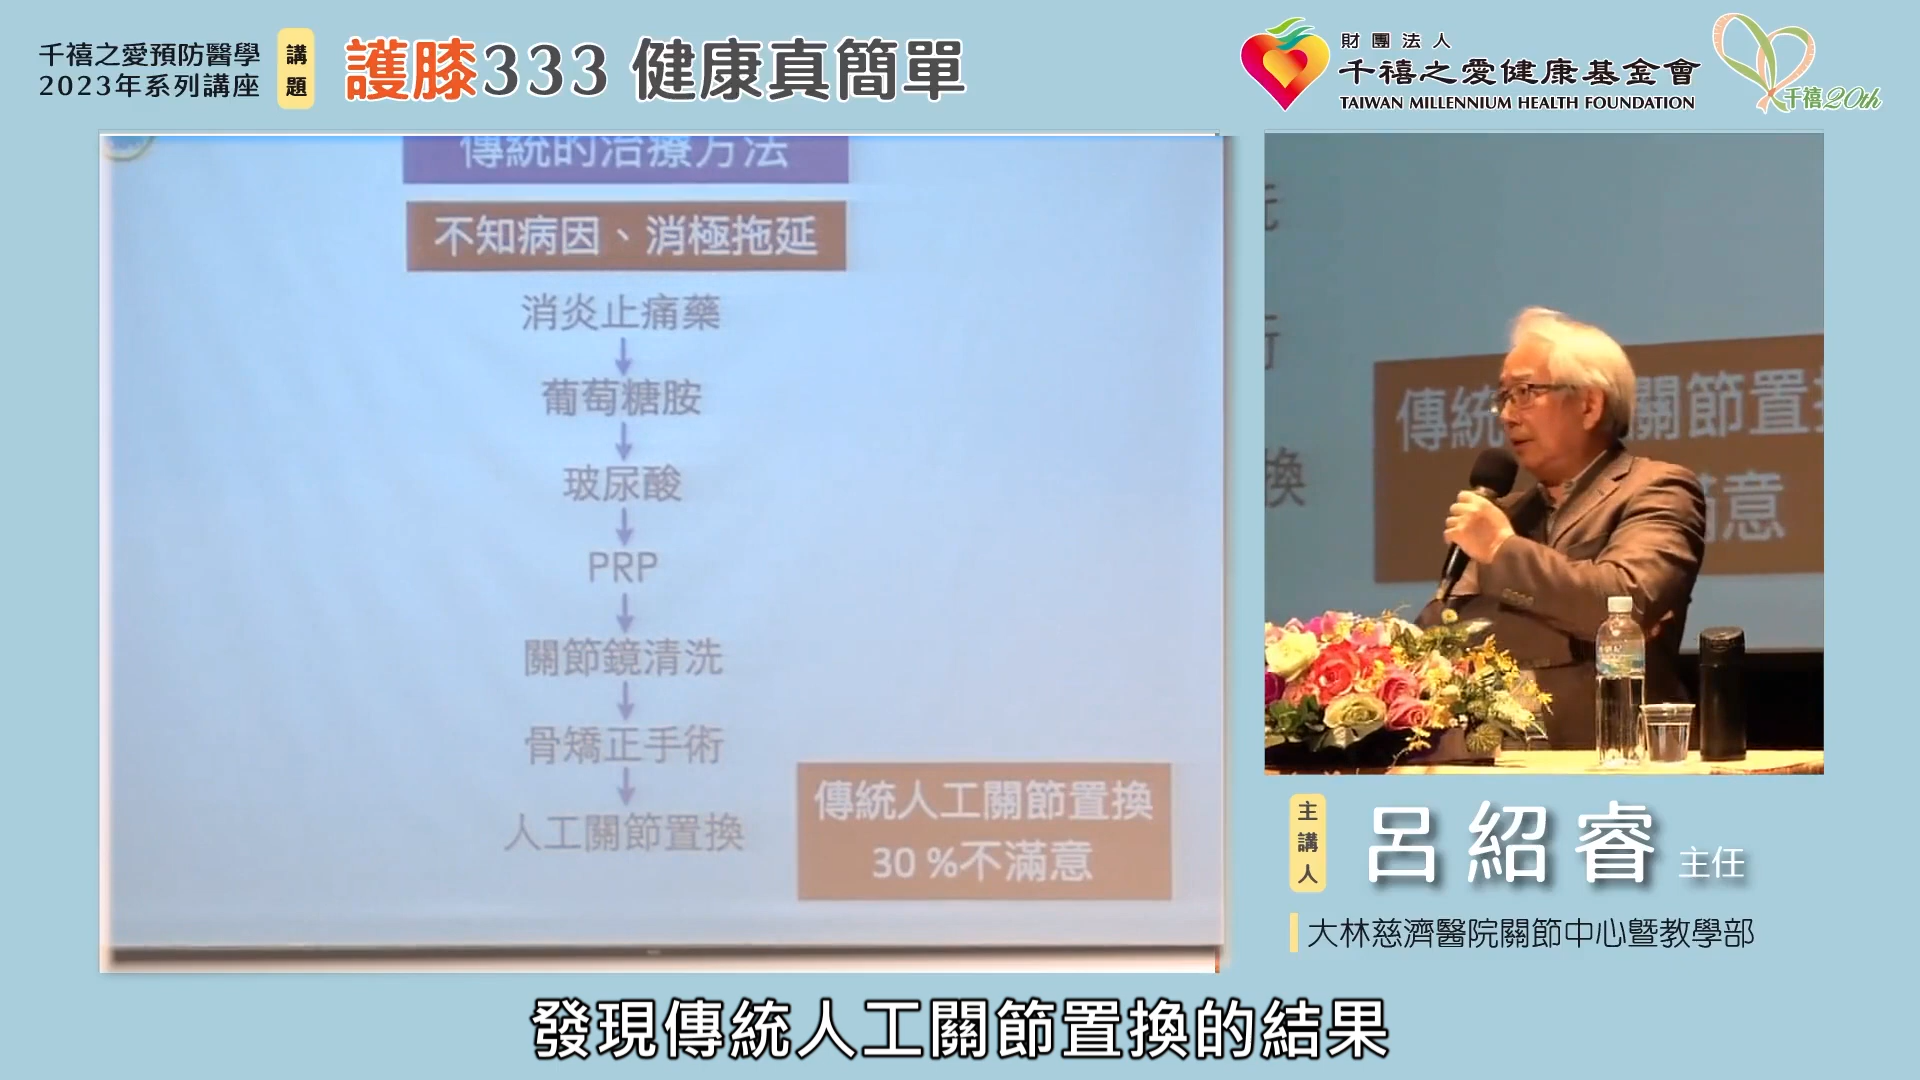 千禧之愛預防醫學
2023年系列講座
講題
護膝333 健康真簡單
財團法人
千禧之愛健康基金會
TAIWAN MILLENNIUM HEALTH FOUNDATION
千禧20th
傳統的治療方法
不知病因、消極拖延
消炎止痛藥
葡萄糖胺
玻尿酸
PRP
關節鏡清洗
骨矯正手術
人工關節置換
傳統人工關節置換
30 %不滿意
換
傳統
關節置
意
主講人
呂紹睿 主任
大林慈濟醫院關節中心暨教學部
發現傳統人工關節置換的結果